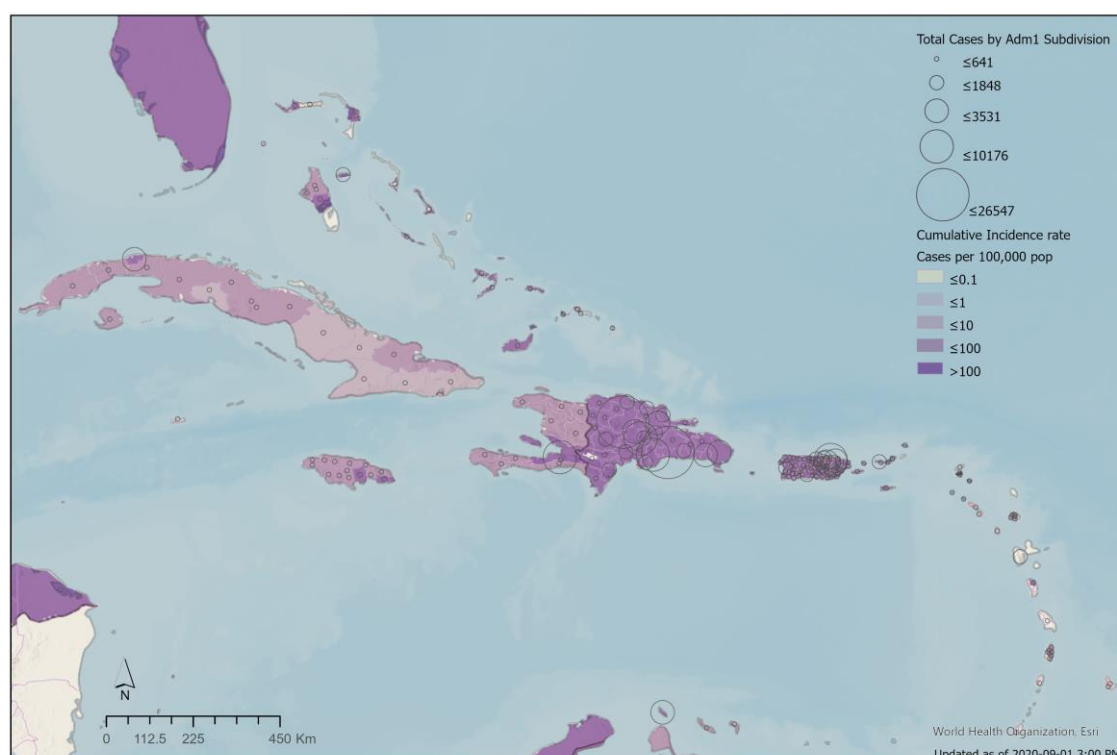 Total Cases by Adm1 Subdivision
≤641
≤1848
≤3531
≤10176
≤26547
Cumulative Incidence rate
Cases per 100,000 pop
≤0.1
≤1
≤10
≤100
>100
N
0 112.5 225 450 Km
World Health Organization, Esri
Updated as of 2020-09-01 3:00 PM